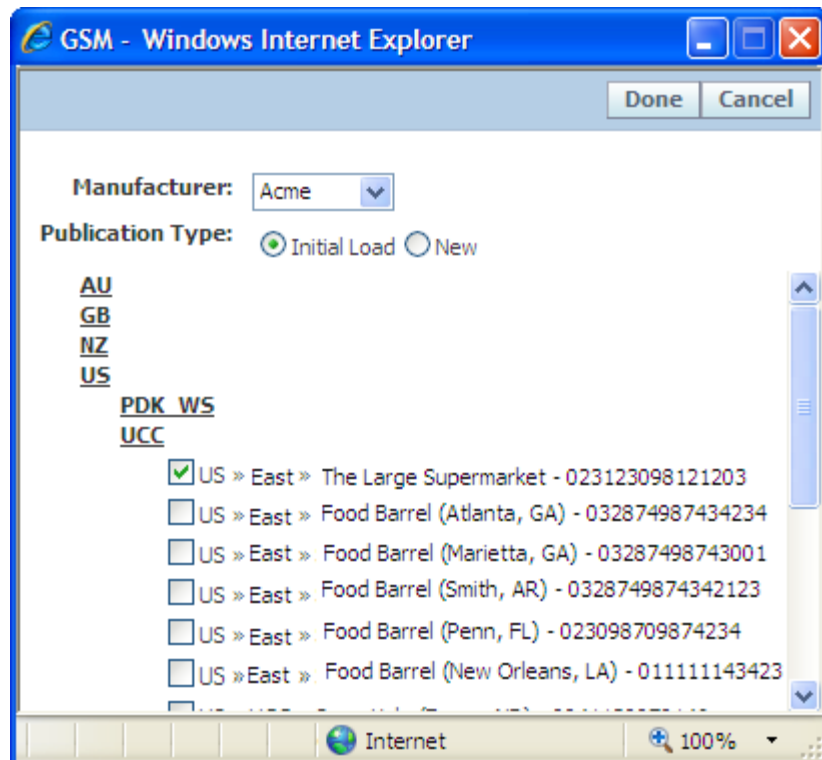 GSM - Windows Internet Explorer
Done Cancel
Manufacturer: Acme
Publication Type: Initial Load New
AU
GB
NZ
US
PDK_WS
UCC
US » East » The Large Supermarket - 023123098121203
US » East » Food Barrel (Atlanta, GA) - 032874987434234
US » East » Food Barrel (Marietta, GA) - 03287498743001
US » East » Food Barrel (Smith, AR) - 0328749874342123
US » East » Food Barrel (Penn, FL) - 023098709874234
US » East » Food Barrel (New Orleans, LA) - 011111143423
Internet 100%